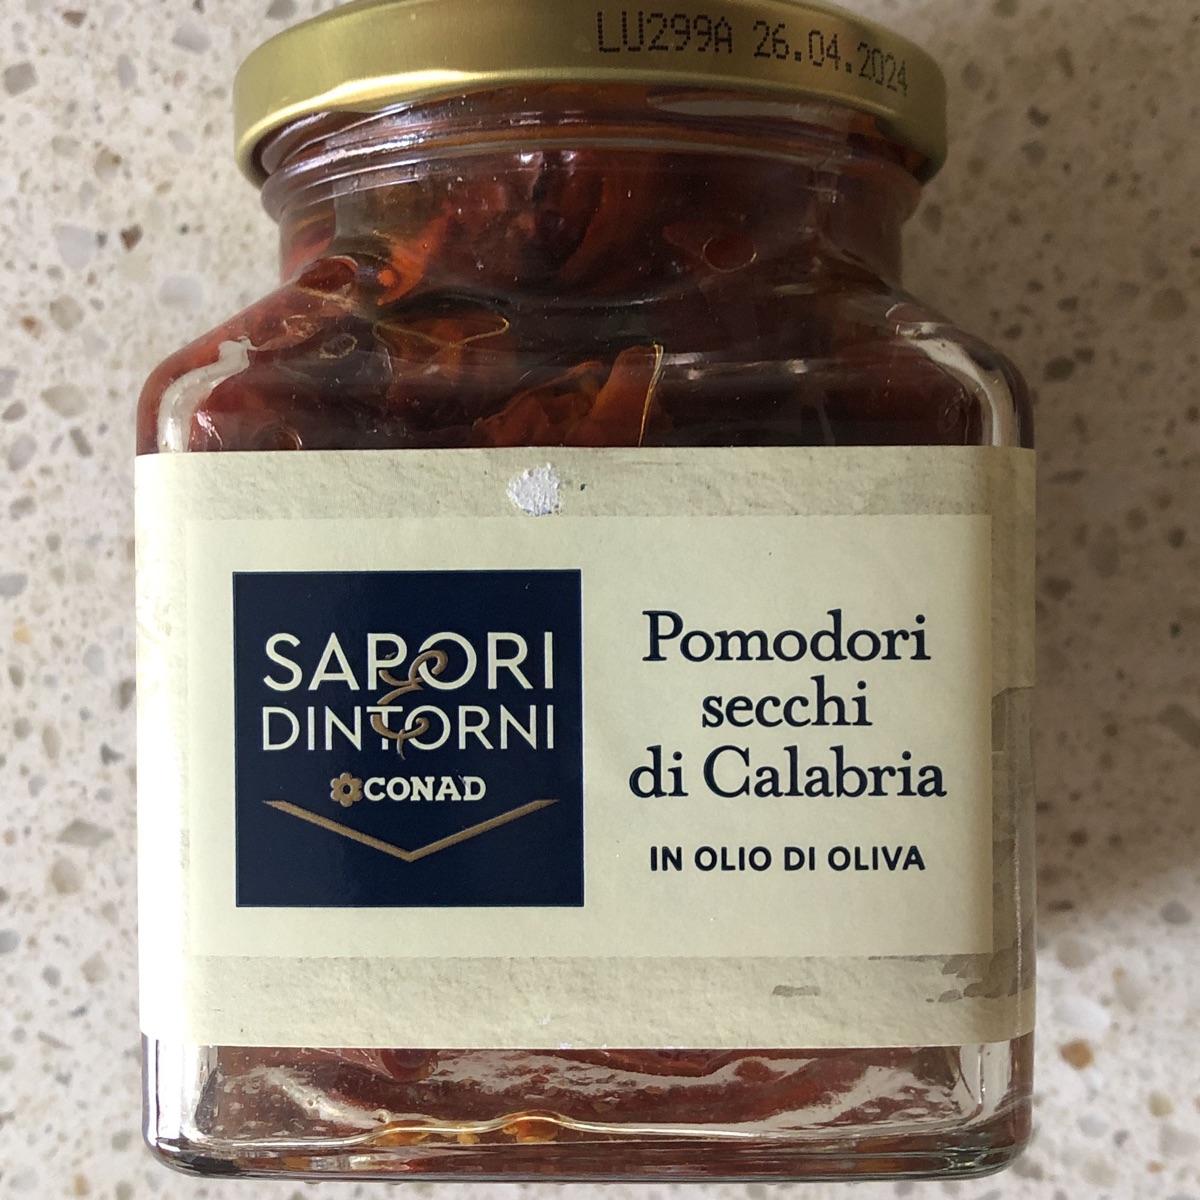 LU299A 26.04.2024
SAPORI
&
DINTORNI
CONAD
Pomodori
secchi
di Calabria
IN OLIO DI OLIVA